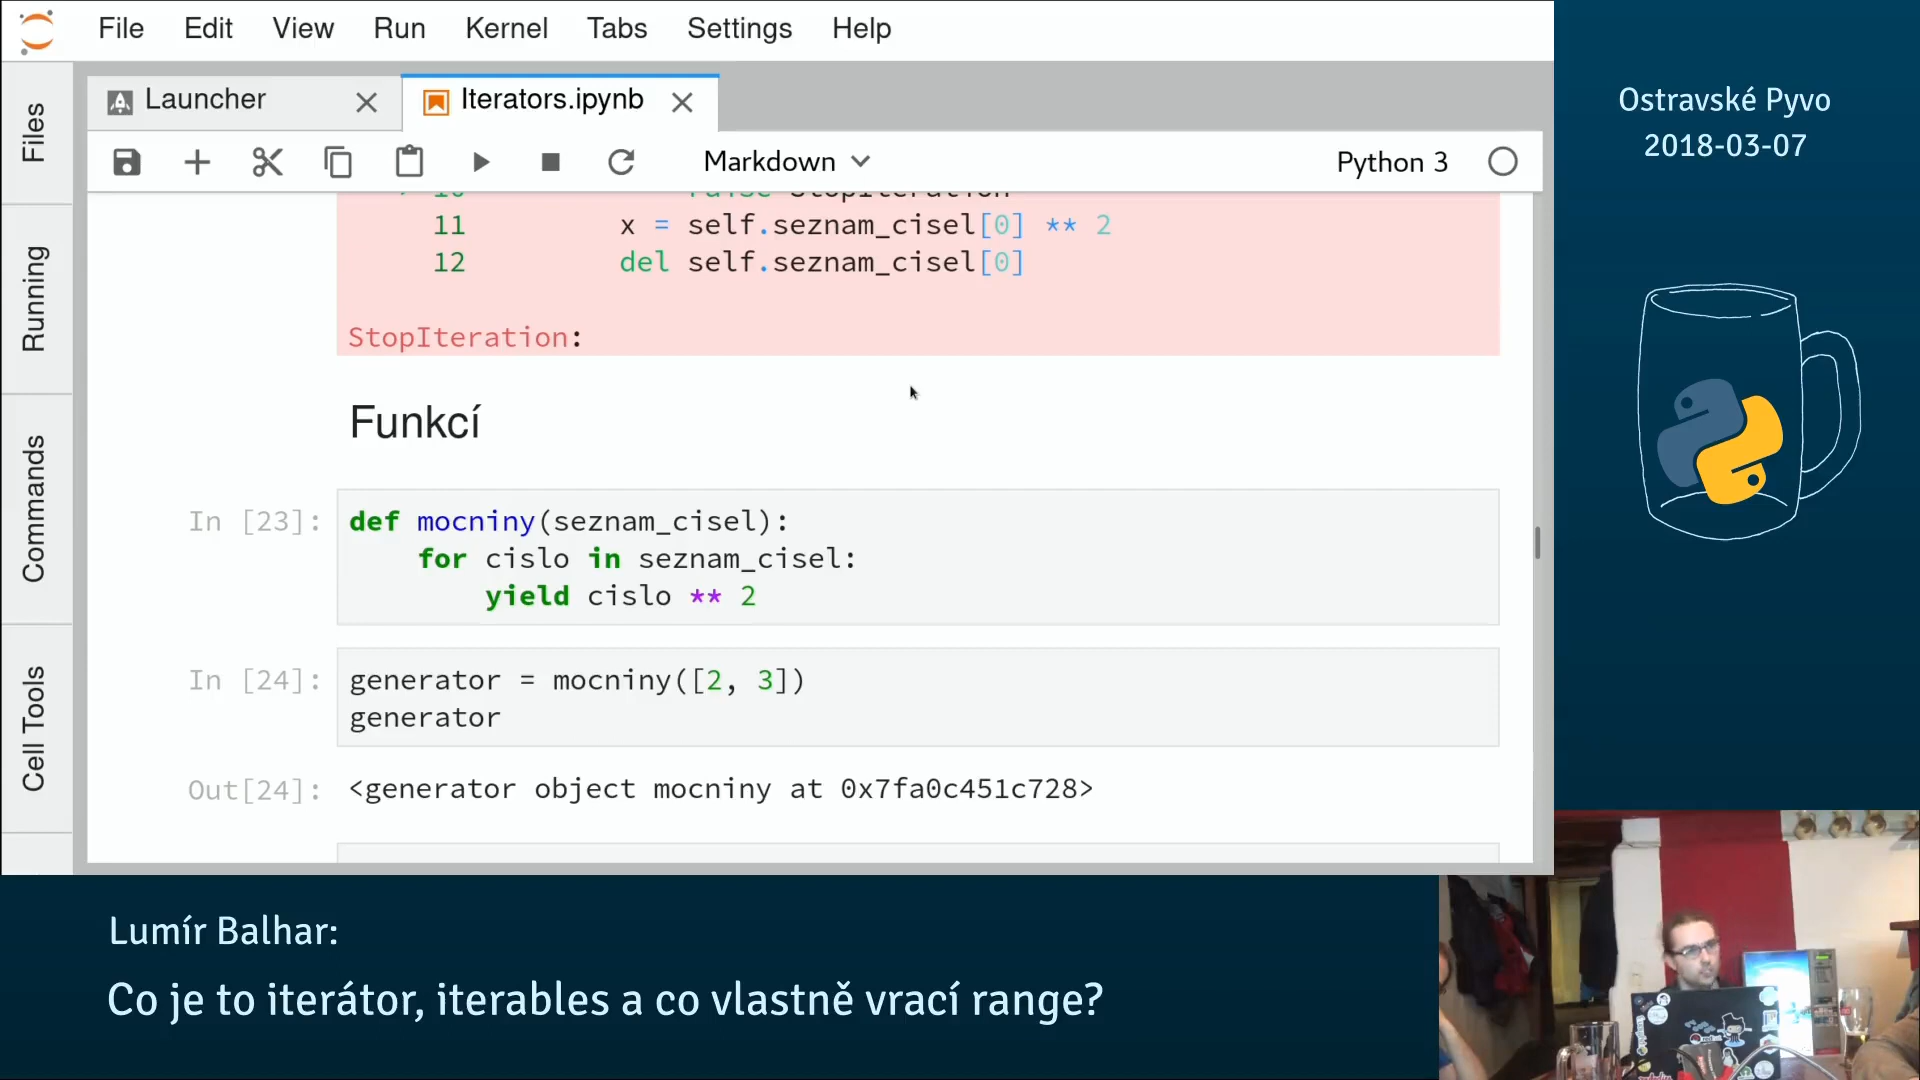 File Edit View Run Kernel Tabs Settings Help
Launcher
Iterators.ipynb
Markdown
Python 3
Files
Running
Commands
Cell Tools
11 x = self.seznam_cisel[0] ** 2
12 del self.seznam_cisel[0]
StopIteration:
Funkcí
In [23]: def mocniny(seznam_cisel):
for cislo in seznam_cisel:
yield cislo ** 2
In [24]: generator = mocniny([2, 3])
generator
Out[24]: <generator object mocniny at 0x7fa0c451c728>
Ostravské Pyvo
2018-03-07
Lumír Balhar:
Co je to iterátor, iterables a co vlastně vrací range?